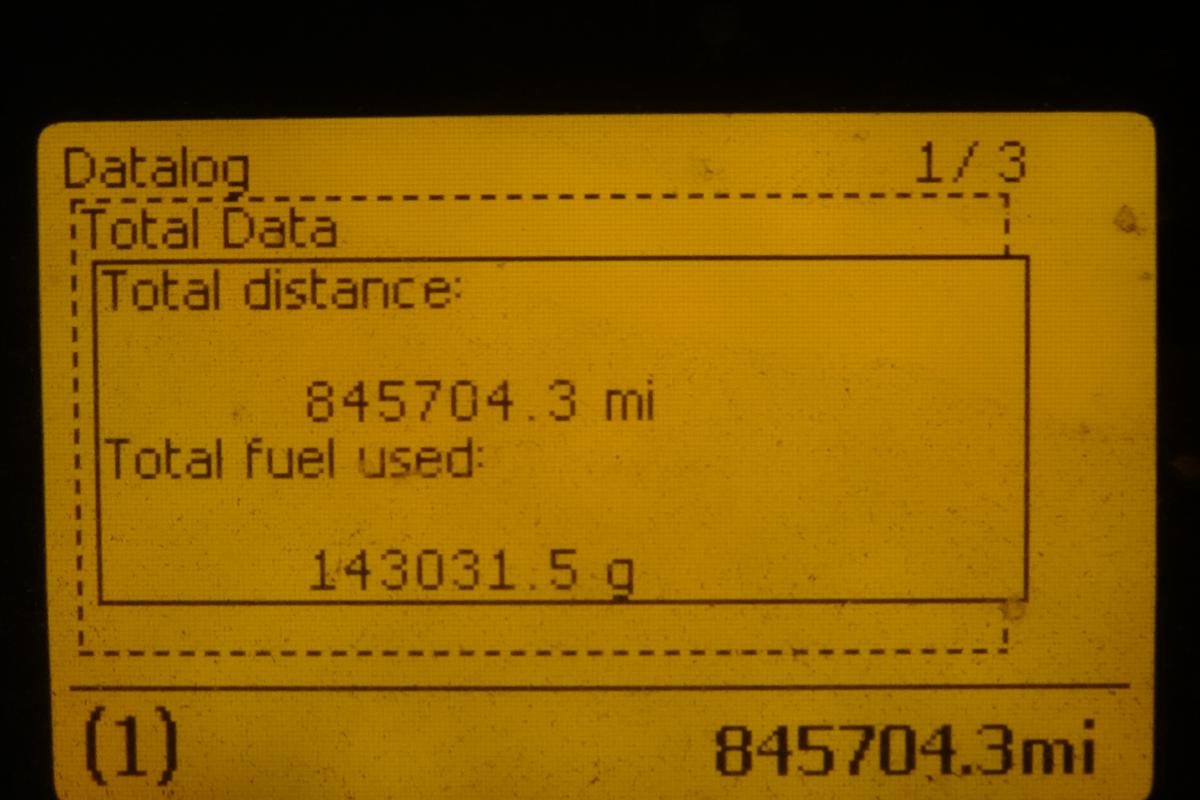 Datalog 1/3
Total Data
Total distance:
845704.3 mi
Total fuel used:
143031.5 g
(1) 845704.3mi